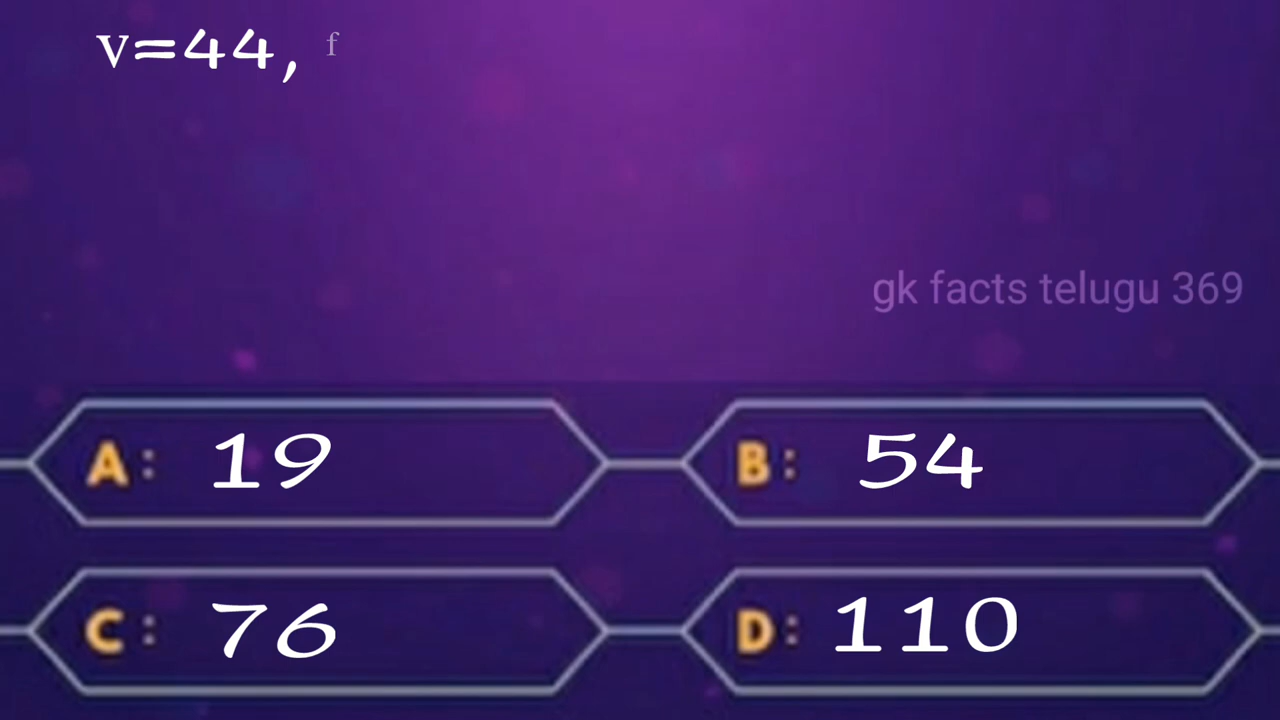 v=44, f
gk facts telugu 369
A: 19
B: 54
C: 76
D: 110